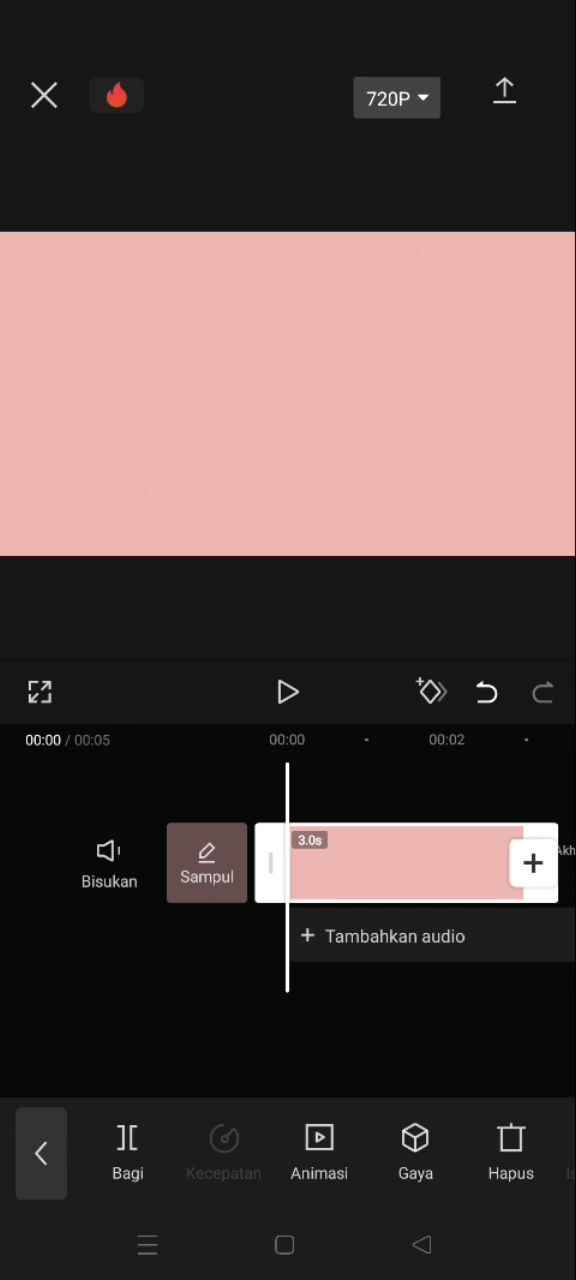 720P
00:00 / 00:05
00:00
00:02
3.0s
Bisukan
Sampul
Akh
+ Tambahkan audio
Bagi
Kecepatan
Animasi
Gaya
Hapus